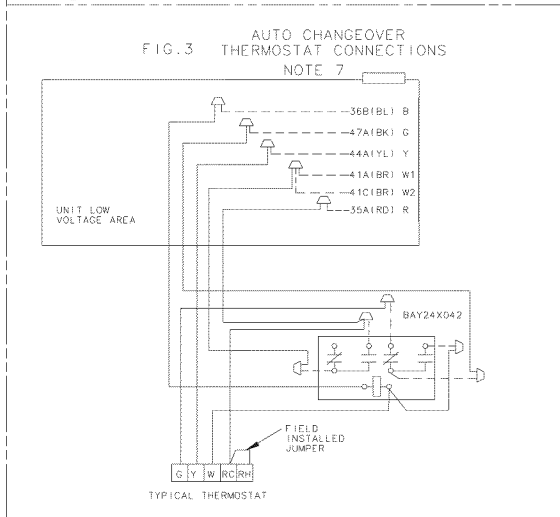 FIG.3
AUTO CHANGEOVER
THERMOSTAT CONNECTIONS
NOTE 7
36B(BL) B
47A(BK) G
44A(YL) Y
41A(BR) W1
41C(BR) W2
35A(RD) R
UNIT LOW
VOLTAGE AREA
BAY24X042
FIELD
INSTALLED
JUMPER
G Y W RC RH
TYPICAL THERMOSTAT